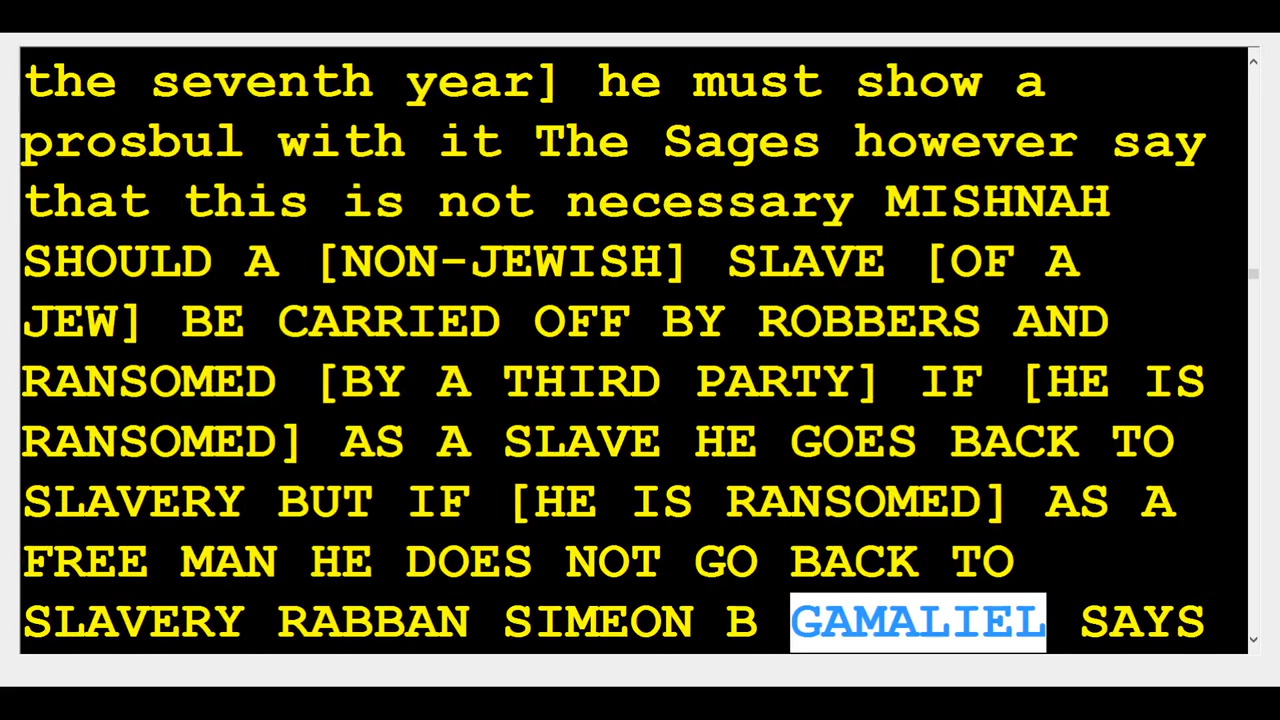 the seventh year] he must show a
prosbul with it The Sages however say
that this is not necessary MISHNAH
SHOULD A [NON-JEWISH] SLAVE [OF A
JEW] BE CARRIED OFF BY ROBBERS AND
RANSOMED [BY A THIRD PARTY] IF [HE IS
RANSOMED] AS A SLAVE HE GOES BACK TO
SLAVERY BUT IF [HE IS RANSOMED] AS A
FREE MAN HE DOES NOT GO BACK TO
SLAVERY RABBAN SIMEON B GAMALIEL SAYS